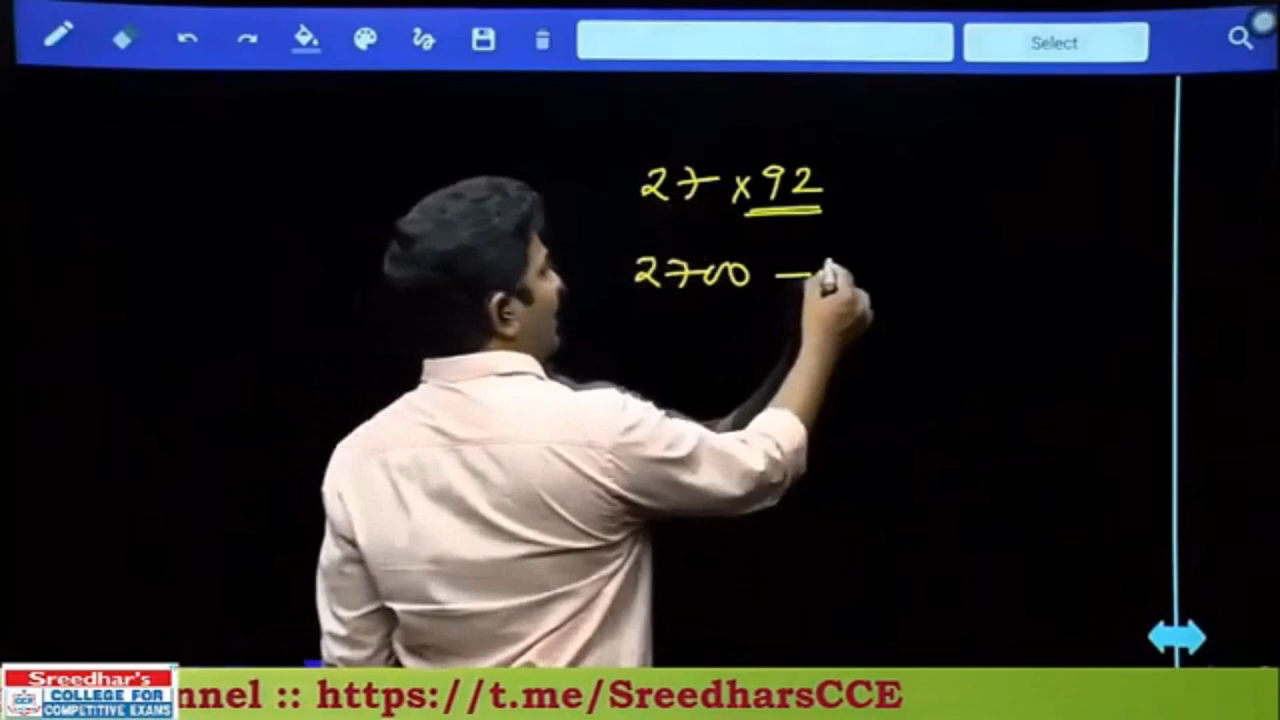 Select
27 × 92
2700 —
Sreedhar's
COLLEGE FOR
COMPETITIVE EXAMS
nnel :: https://t.me/SreedharsCCE